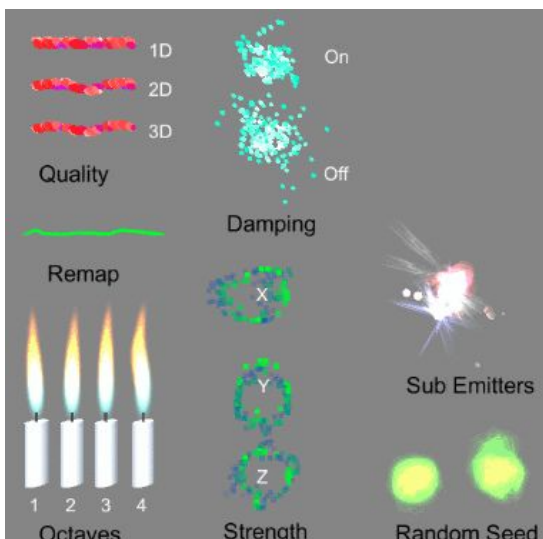 1D
2D
3D
Quality
On
Off
Damping
Remap
X
Y
Z
Strength
Sub Emitters
1 2 3 4
Octaves
Random Seed